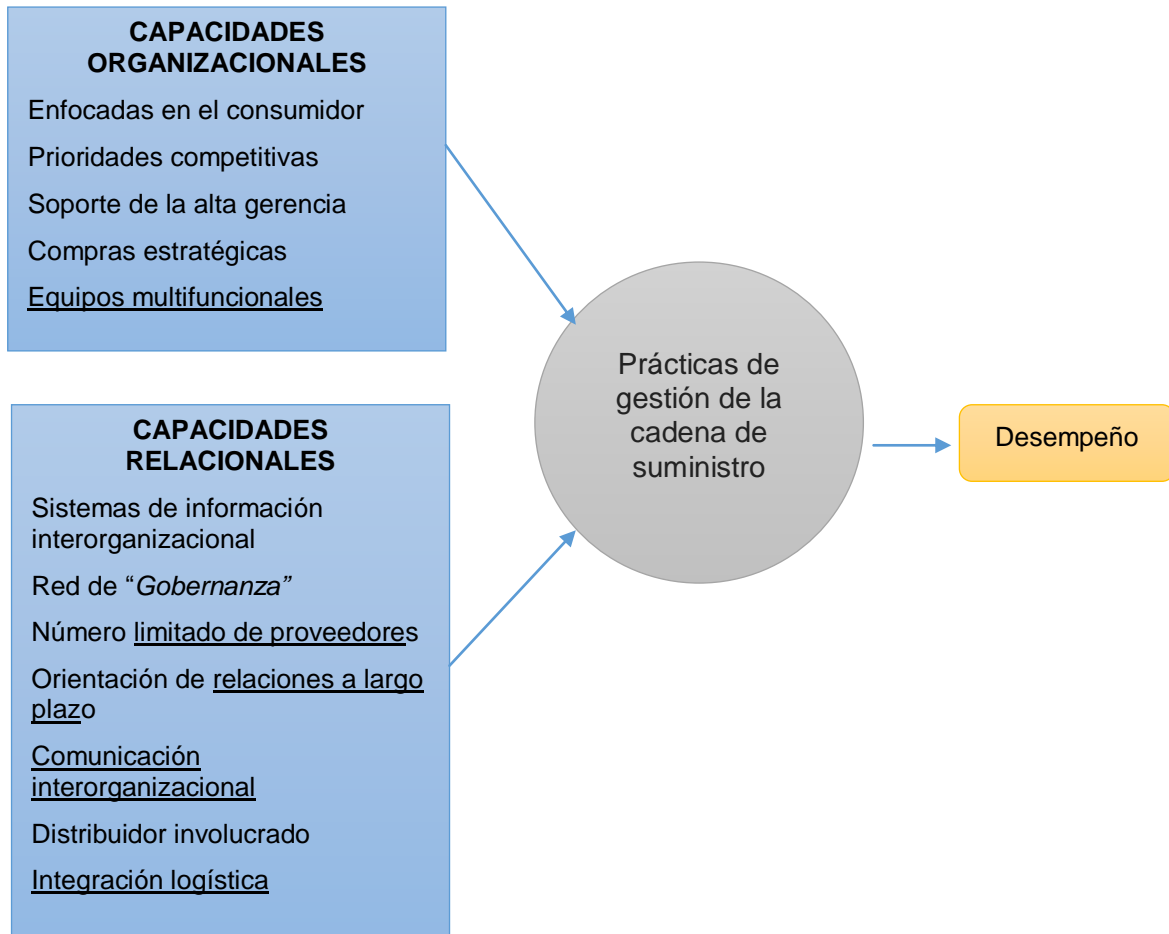 CAPACIDADES
ORGANIZACIONALES
Enfocadas en el consumidor
Prioridades competitivas
Soporte de la alta gerencia
Compras estratégicas
Equipos multifuncionales
CAPACIDADES
RELACIONALES
Sistemas de información
interorganizacional
Red de “Gobernanza”
Número limitado de proveedores
Orientación de relaciones a largo
plazo
Comunicación
interorganizacional
Distribuidor involucrado
Integración logística
Prácticas de
gestión de la
cadena de
suministro
Desempeño